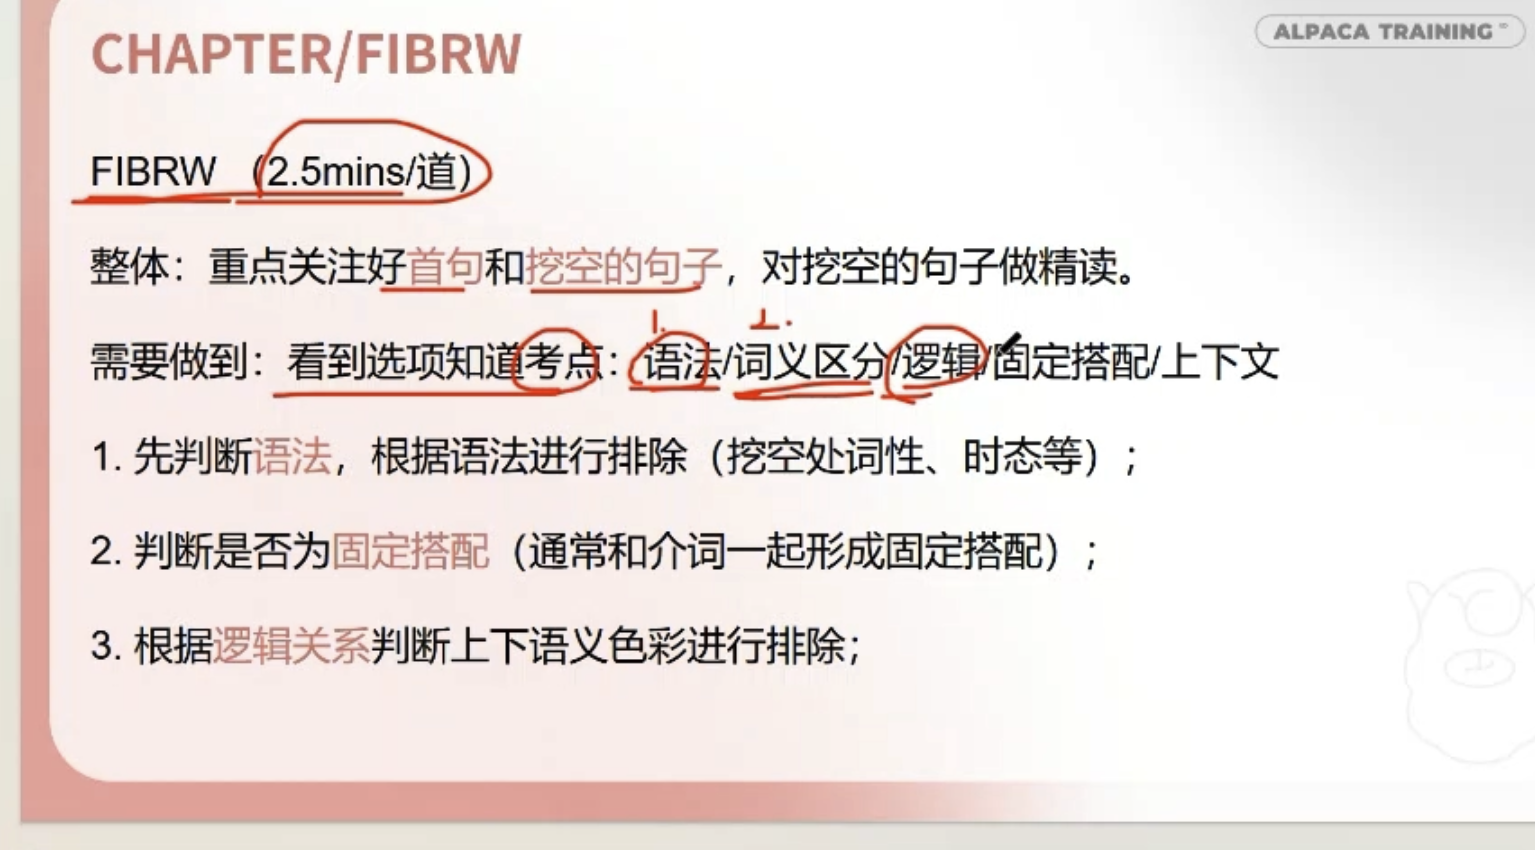 ALPACA TRAINING
CHAPTER/FIBRW
FIBRW （2.5mins/道）
整体：重点关注好首句和挖空的句子，对挖空的句子做精读。
1. 2.
需要做到：看到选项知道考点：语法/词义区分/逻辑/固定搭配/上下文
1. 先判断语法，根据语法进行排除（挖空处词性、时态等）；
2. 判断是否为固定搭配（通常和介词一起形成固定搭配）；
3. 根据逻辑关系判断上下语义色彩进行排除；